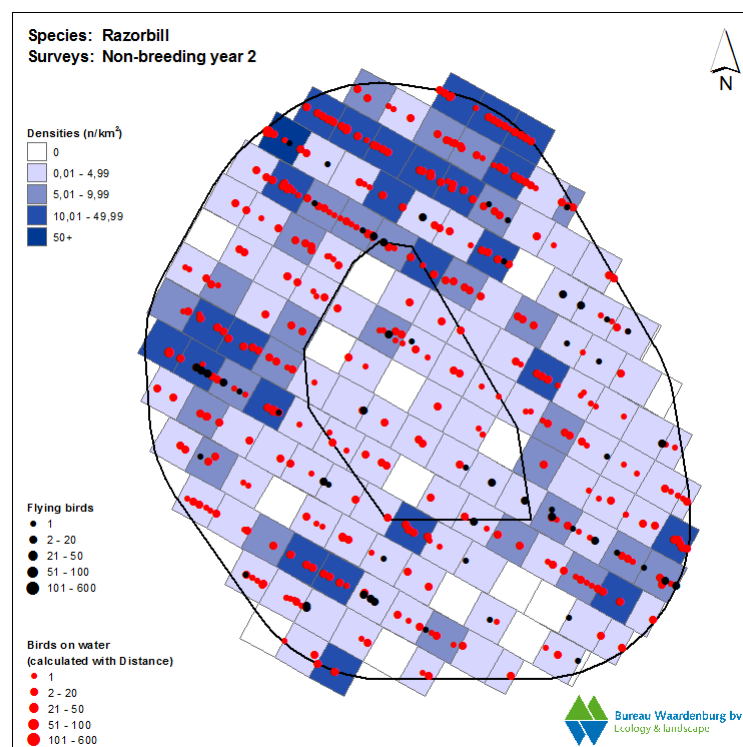 Species: Razorbill
Surveys: Non-breeding year 2
N
Densities (n/km²)
0
0,01 - 4,99
5,01 - 9,99
10,01 - 49,99
50+
Flying birds
1
2 - 20
21 - 50
51 - 100
101 - 600
Birds on water
(calculated with Distance)
1
2 - 20
21 - 50
51 - 100
101 - 600
Bureau Waardenburg bv
Ecology & landscape